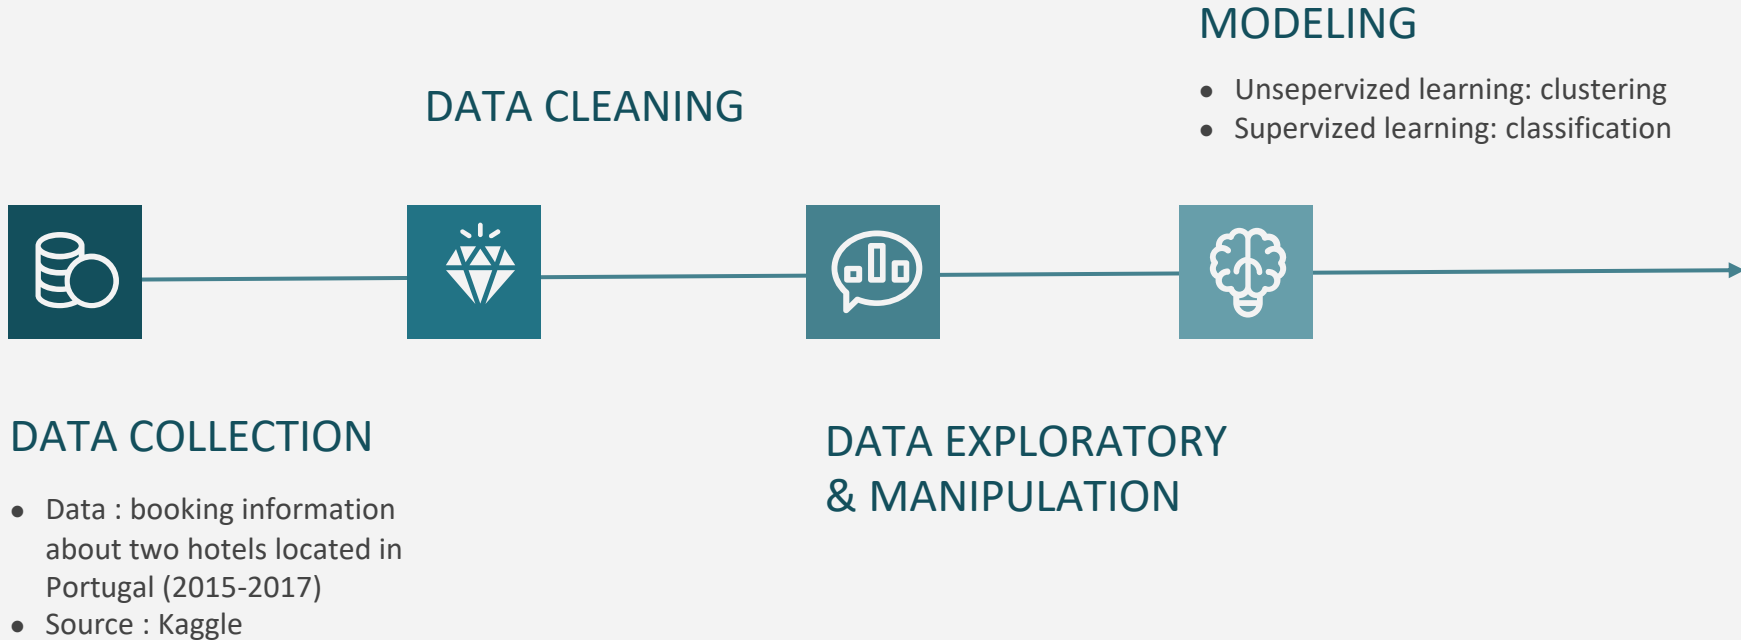 MODELING
● Unsepervized learning: clustering
● Supervized learning: classification
DATA CLEANING
DATA COLLECTION
● Data : booking information
about two hotels located in
Portugal (2015-2017)
● Source : Kaggle
DATA EXPLORATORY
& MANIPULATION